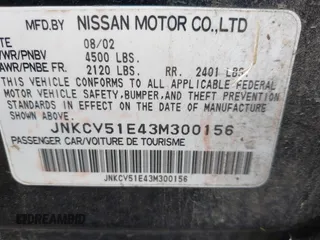 MFD.BY NISSAN MOTOR CO.,LTD
DATE 08/02
VWR/PNBV 4500 LBS.
AWR/PNBE FR. 2120 LBS. RR. 2401 LBS.
THIS VEHICLE CONFORMS TO ALL APPLICABLE FEDERAL MOTOR
VEHICLE SAFETY,BUMPER,AND THEFT PREVENTION
STANDARDS IN EFFECT ON THE DATE OF MANUFACTURE
SHOWN ABOVE.
JNKCV51E43M300156
PASSENGER CAR/VOITURE DE TOURISME
JNKCV51E43M300156
DREAMBID